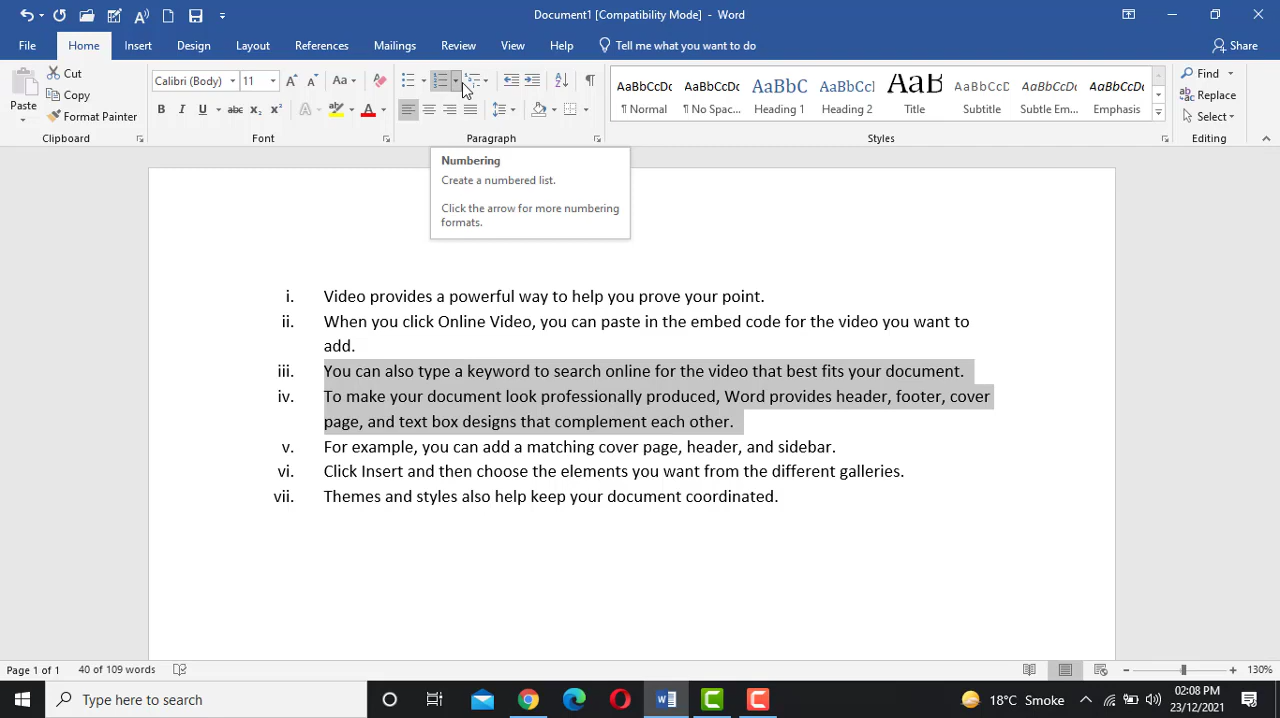 Document1 [Compatibility Mode] - Word
File Home Insert Design Layout References Mailings Review View Help Tell me what you want to do Share
Paste
Cut
Copy
Format Painter
Clipboard
Calibri (Body) 11 A A Aa
B I U abc x₂ x² A A
Font
Paragraph
AaBbCcDc AaBbCcDc AaBbC AaBbCcl AaB AaBbCcD AaBbCcDc AaBbCcDc
¶ Normal ¶ No Spac... Heading 1 Heading 2 Title Subtitle Subtle Em... Emphasis
Styles
Find
Replace
Select
Editing
Numbering
Create a numbered list.
Click the arrow for more numbering
formats.
i. Video provides a powerful way to help you prove your point.
ii. When you click Online Video, you can paste in the embed code for the video you want to
add.
iii. You can also type a keyword to search online for the video that best fits your document.
iv. To make your document look professionally produced, Word provides header, footer, cover
page, and text box designs that complement each other.
v. For example, you can add a matching cover page, header, and sidebar.
vi. Click Insert and then choose the elements you want from the different galleries.
vii. Themes and styles also help keep your document coordinated.
Page 1 of 1 40 of 109 words 130%
Type here to search
18°C Smoke
02:08 PM
23/12/2021